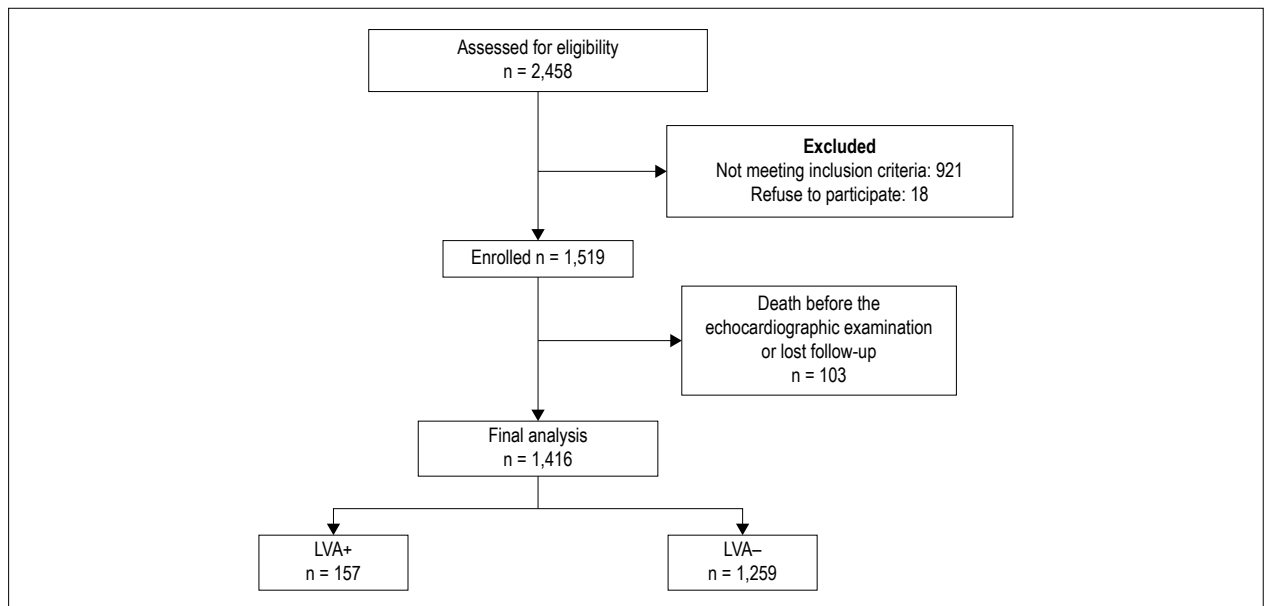 Assessed for eligibility
n = 2,458
Excluded
Not meeting inclusion criteria: 921
Refuse to participate: 18
Enrolled n = 1,519
Death before the
echocardiographic examination
or lost follow-up
n = 103
Final analysis
n = 1,416
LVA+
n = 157
LVA–
n = 1,259